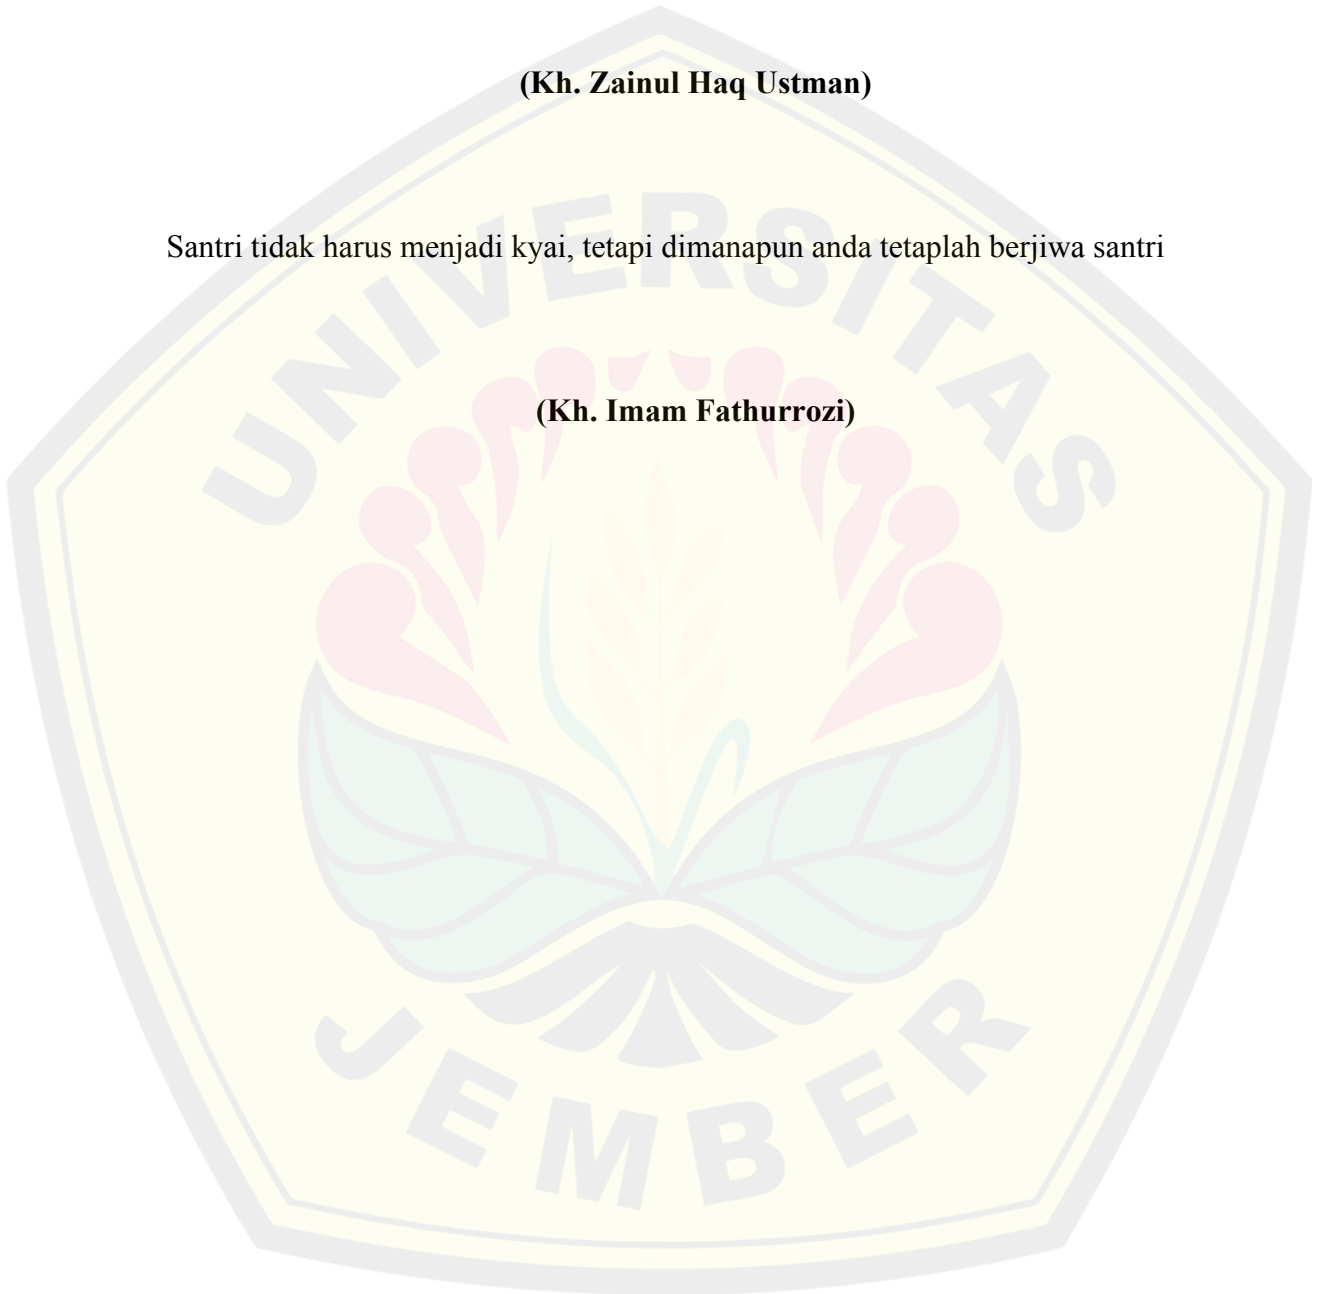 (Kh. Zainul Haq Ustman)
Santri tidak harus menjadi kyai, tetapi dimanapun anda tetaplah berjiwa santri
(Kh. Imam Fathurrozi)
UNIVERSITAS
JEMBER